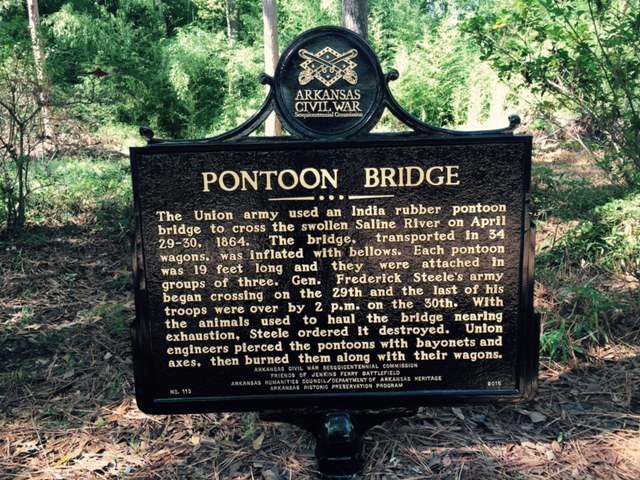 ARKANSAS
CIVIL WAR
Sesquicentennial Commission
PONTOON BRIDGE
The Union army used an India rubber pontoon
bridge to cross the swollen Saline River on April
29-30, 1864. The bridge, transported in 34
wagons, was inflated with bellows. Each pontoon
was 19 feet long and they were attached in
groups of three. Gen. Frederick Steele's army
began crossing on the 29th and the last of his
troops were over by 2 p.m. on the 30th. With
the animals used to haul the bridge nearing
exhaustion, Steele ordered it destroyed. Union
engineers pierced the pontoons with bayonets and
axes, then burned them along with their wagons.
ARKANSAS CIVIL WAR SESQUICENTENNIAL COMMISSION
FRIENDS OF JENKINS FERRY BATTLEFIELD
ARKANSAS HUMANITIES COUNCIL/DEPARTMENT OF ARKANSAS HERITAGE
NO. 113 ARKANSAS HISTORIC PRESERVATION PROGRAM 2015